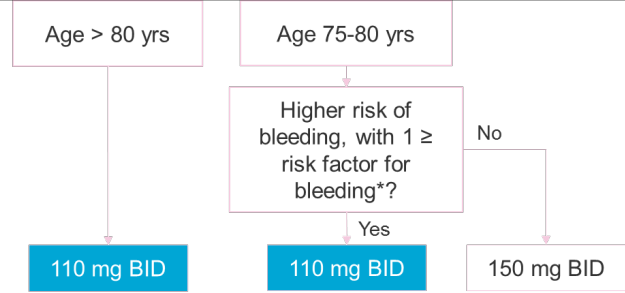 Age > 80 yrs
Age 75-80 yrs
Higher risk of
bleeding, with 1 ≥
risk factor for
bleeding*?
No
Yes
110 mg BID
110 mg BID
150 mg BID